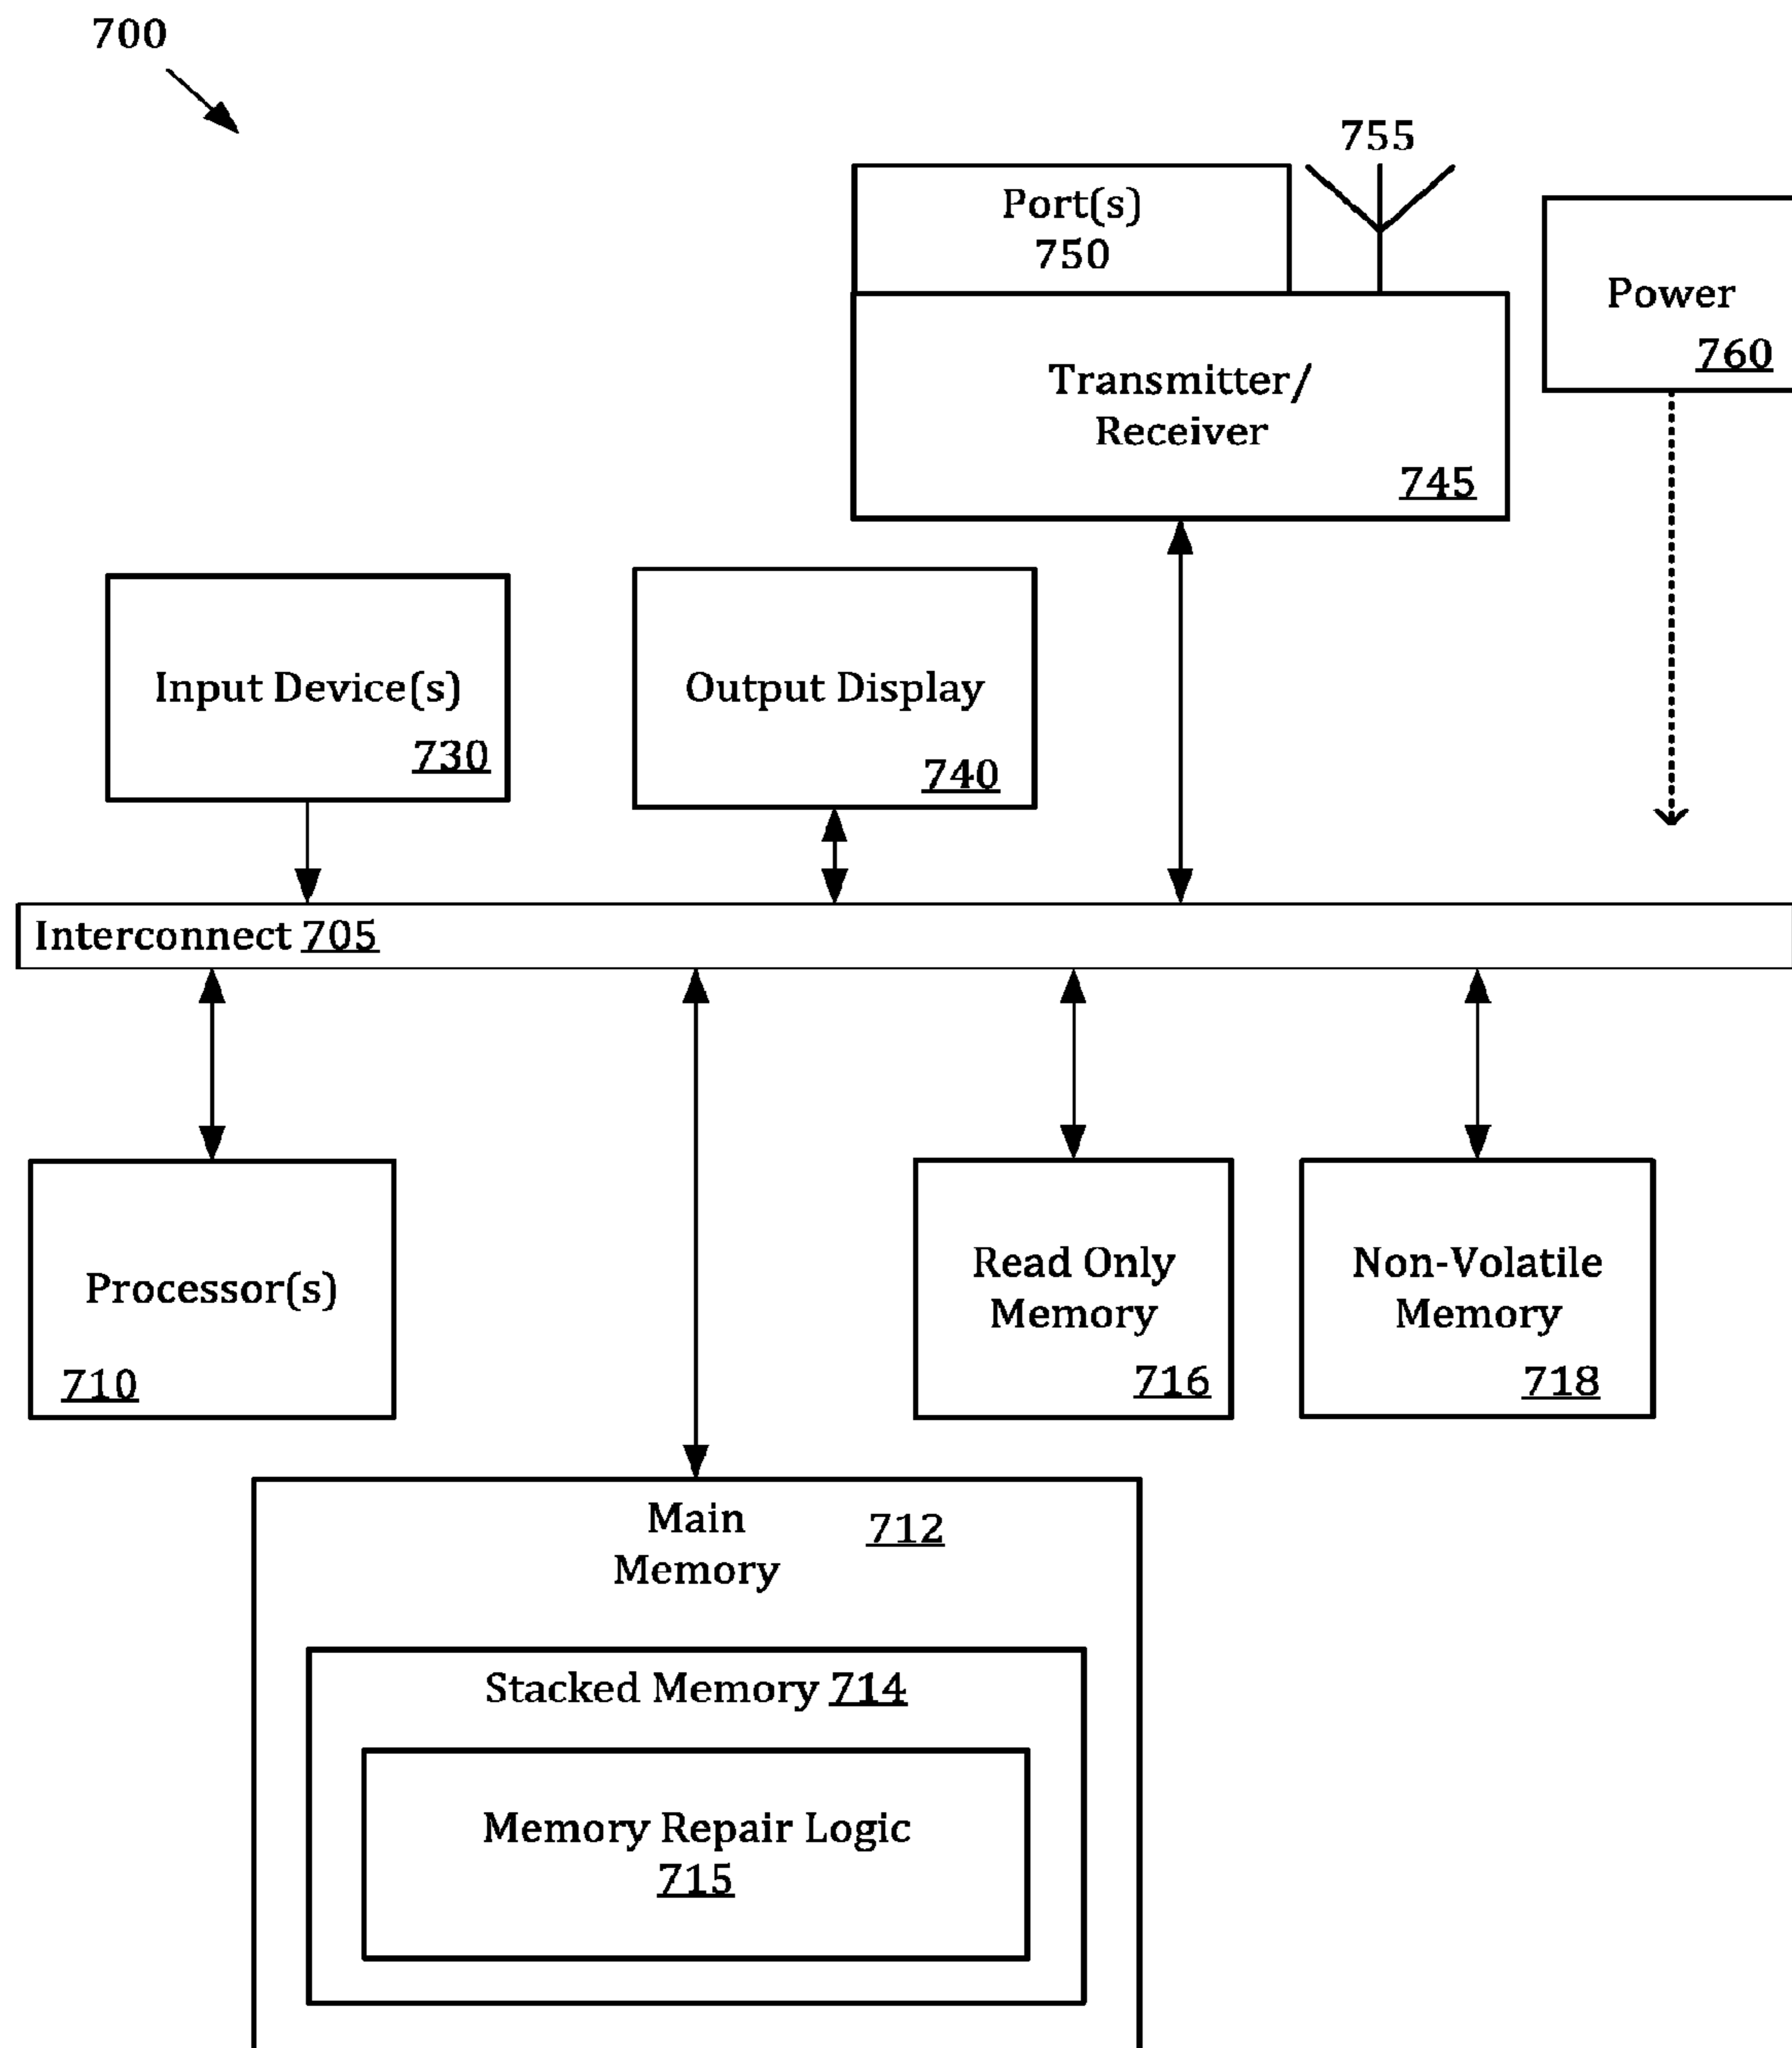 700
755
Port(s)
750
Power
760
Transmitter/
Receiver
745
Input Device(s)
730
Output Display
740
Interconnect 705
Processor(s)
710
Read Only
Memory
716
Non-Volatile
Memory
718
Main
Memory
712
Stacked Memory 714
Memory Repair Logic
715